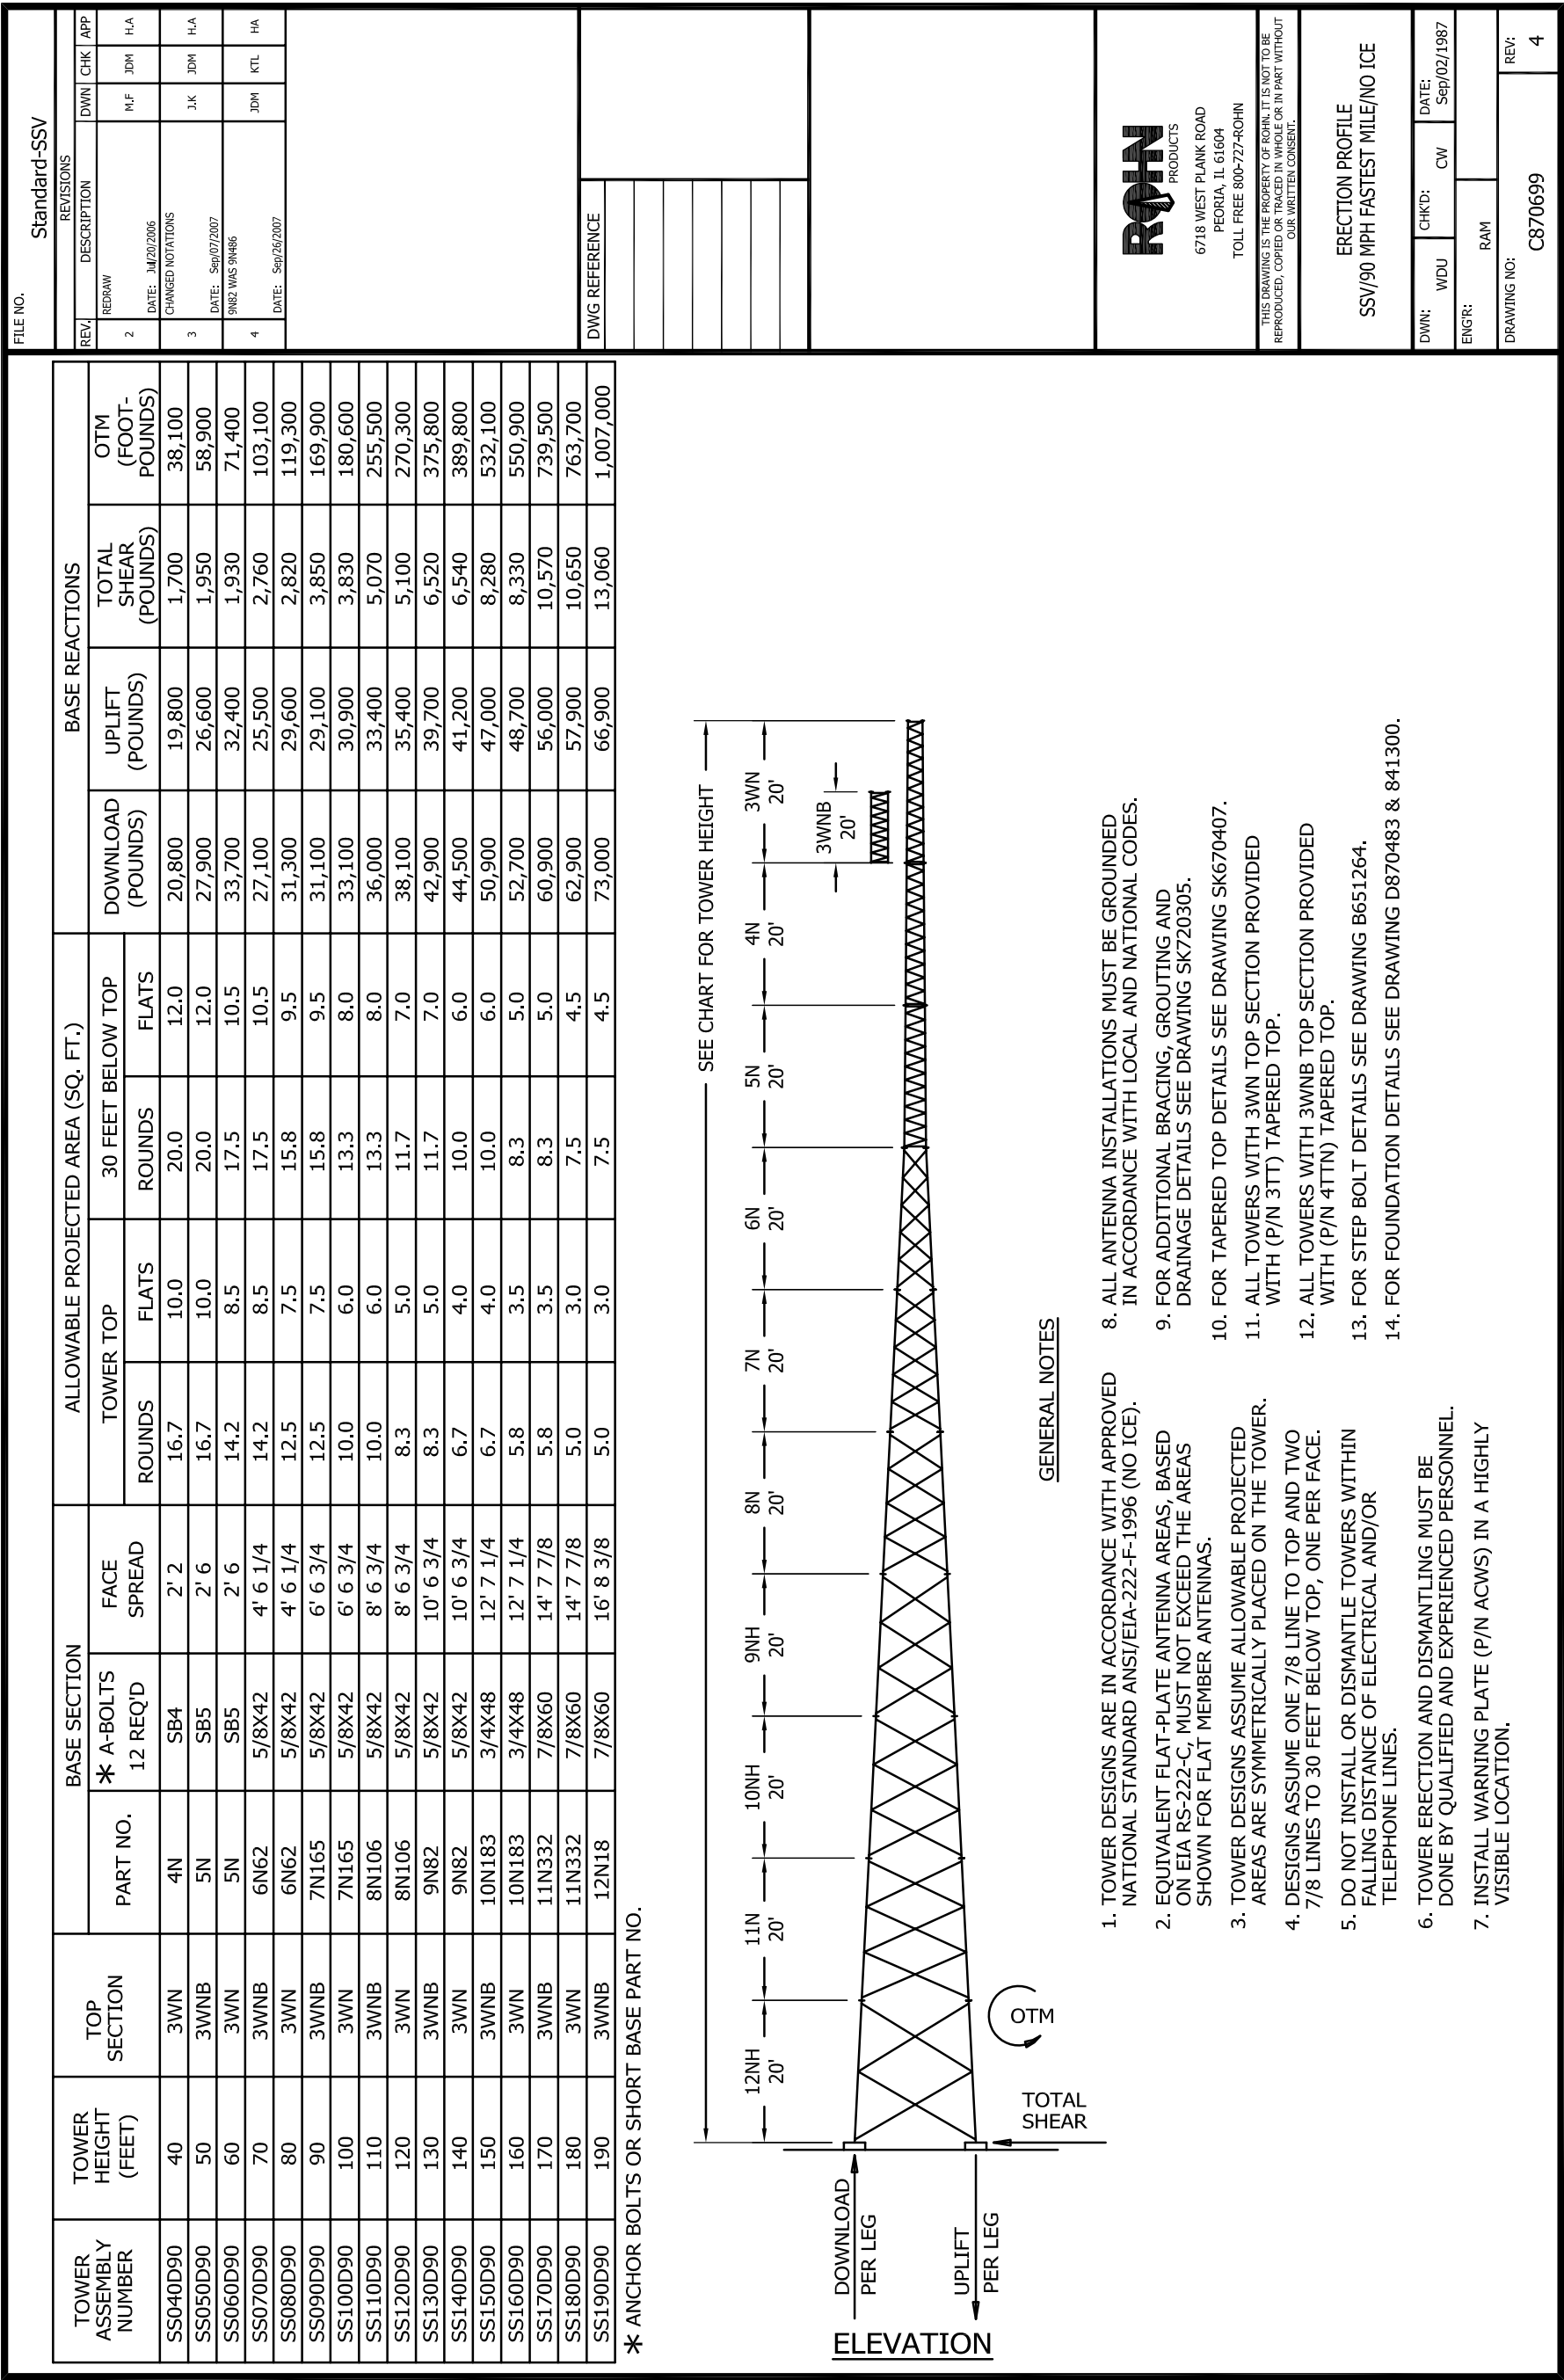 TOWER ASSEMBLY NUMBER | TOWER HEIGHT (FEET) | TOP SECTION | BASE SECTION | ALLOWABLE PROJECTED AREA (SQ. FT.) | BASE REACTIONS
PART NO. | * A-BOLTS 12 REQ'D | FACE SPREAD | TOWER TOP | 30 FEET BELOW TOP | DOWNLOAD (POUNDS) | UPLIFT (POUNDS) | TOTAL SHEAR (POUNDS) | OTM (FOOT-POUNDS)
ROUNDS | FLATS | ROUNDS | FLATS
SS040D90 | 40 | 3WN | 4N | SB4 | 2' 2 | 16.7 | 10.0 | 20.0 | 12.0 | 20,800 | 19,800 | 1,700 | 38,100
SS050D90 | 50 | 3WNB | 5N | SB5 | 2' 6 | 16.7 | 10.0 | 20.0 | 12.0 | 27,900 | 26,600 | 1,950 | 58,900
SS060D90 | 60 | 3WN | 5N | SB5 | 2' 6 | 14.2 | 8.5 | 17.5 | 10.5 | 33,700 | 32,400 | 1,930 | 71,400
SS070D90 | 70 | 3WNB | 6N62 | 5/8X42 | 4' 6 1/4 | 14.2 | 8.5 | 17.5 | 10.5 | 27,100 | 25,500 | 2,760 | 103,100
SS080D90 | 80 | 3WN | 6N62 | 5/8X42 | 4' 6 1/4 | 12.5 | 7.5 | 15.8 | 9.5 | 31,300 | 29,600 | 2,820 | 119,300
SS090D90 | 90 | 3WNB | 7N165 | 5/8X42 | 6' 6 3/4 | 12.5 | 7.5 | 15.8 | 9.5 | 31,100 | 29,100 | 3,850 | 169,900
SS100D90 | 100 | 3WN | 7N165 | 5/8X42 | 6' 6 3/4 | 10.0 | 6.0 | 13.3 | 8.0 | 33,100 | 30,900 | 3,830 | 180,600
SS110D90 | 110 | 3WNB | 8N106 | 5/8X42 | 8' 6 3/4 | 10.0 | 6.0 | 13.3 | 8.0 | 36,000 | 33,400 | 5,070 | 255,500
SS120D90 | 120 | 3WN | 8N106 | 5/8X42 | 8' 6 3/4 | 8.3 | 5.0 | 11.7 | 7.0 | 38,100 | 35,400 | 5,100 | 270,300
SS130D90 | 130 | 3WNB | 9N82 | 5/8X42 | 10' 6 3/4 | 8.3 | 5.0 | 11.7 | 7.0 | 42,900 | 39,700 | 6,520 | 375,800
SS140D90 | 140 | 3WN | 9N82 | 5/8X42 | 10' 6 3/4 | 6.7 | 4.0 | 10.0 | 6.0 | 44,500 | 41,200 | 6,540 | 389,800
SS150D90 | 150 | 3WNB | 10N183 | 3/4X48 | 12' 7 1/4 | 6.7 | 4.0 | 10.0 | 6.0 | 50,900 | 47,000 | 8,280 | 532,100
SS160D90 | 160 | 3WN | 10N183 | 3/4X48 | 12' 7 1/4 | 5.8 | 3.5 | 8.3 | 5.0 | 52,700 | 48,700 | 8,330 | 550,900
SS170D90 | 170 | 3WNB | 11N332 | 7/8X60 | 14' 7 7/8 | 5.8 | 3.5 | 8.3 | 5.0 | 60,900 | 56,000 | 10,570 | 739,500
SS180D90 | 180 | 3WN | 11N332 | 7/8X60 | 14' 7 7/8 | 5.0 | 3.0 | 7.5 | 4.5 | 62,900 | 57,900 | 10,650 | 763,700
SS190D90 | 190 | 3WNB | 12N18 | 7/8X60 | 16' 8 3/8 | 5.0 | 3.0 | 7.5 | 4.5 | 73,000 | 66,900 | 13,060 | 1,007,000
* ANCHOR BOLTS OR SHORT BASE PART NO.
SEE CHART FOR TOWER HEIGHT
12NH 20'
11N 20'
10NH 20'
9NH 20'
8N 20'
7N 20'
6N 20'
5N 20'
4N 20'
3WN 20'
3WNB 20'
DOWNLOAD
PER LEG
UPLIFT
PER LEG
TOTAL
SHEAR
OTM
ELEVATION
GENERAL NOTES
1. TOWER DESIGNS ARE IN ACCORDANCE WITH APPROVED
NATIONAL STANDARD ANSI/EIA-222-F-1996 (NO ICE).
2. EQUIVALENT FLAT-PLATE ANTENNA AREAS, BASED
ON EIA RS-222-C, MUST NOT EXCEED THE AREAS
SHOWN FOR FLAT MEMBER ANTENNAS.
3. TOWER DESIGNS ASSUME ALLOWABLE PROJECTED
AREAS ARE SYMMETRICALLY PLACED ON THE TOWER.
4. DESIGNS ASSUME ONE 7/8 LINE TO TOP AND TWO
7/8 LINES TO 30 FEET BELOW TOP, ONE PER FACE.
5. DO NOT INSTALL OR DISMANTLE TOWERS WITHIN
FALLING DISTANCE OF ELECTRICAL AND/OR
TELEPHONE LINES.
6. TOWER ERECTION AND DISMANTLING MUST BE
DONE BY QUALIFIED AND EXPERIENCED PERSONNEL.
7. INSTALL WARNING PLATE (P/N ACWS) IN A HIGHLY
VISIBLE LOCATION.
8. ALL ANTENNA INSTALLATIONS MUST BE GROUNDED
IN ACCORDANCE WITH LOCAL AND NATIONAL CODES.
9. FOR ADDITIONAL BRACING, GROUTING AND
DRAINAGE DETAILS SEE DRAWING SK720305.
10. FOR TAPERED TOP DETAILS SEE DRAWING SK670407.
11. ALL TOWERS WITH 3WN TOP SECTION PROVIDED
WITH (P/N 3TT) TAPERED TOP.
12. ALL TOWERS WITH 3WNB TOP SECTION PROVIDED
WITH (P/N 4TTN) TAPERED TOP.
13. FOR STEP BOLT DETAILS SEE DRAWING B651264.
14. FOR FOUNDATION DETAILS SEE DRAWING D870483 & 841300.
FILE NO.
Standard-SSV
REVISIONS
REV. | DESCRIPTION | DWN | CHK | APP
2 | REDRAW DATE: Jul/20/2006 | M.F | JDM | H.A
3 | CHANGED NOTATIONS DATE: Sep/07/2007 | J.K | JDM | H.A
4 | 9N82 WAS 9N486 DATE: Sep/26/2007 | JDM | KTL | HA
DWG REFERENCE
ROHN
PRODUCTS
6718 WEST PLANK ROAD
PEORIA, IL 61604
TOLL FREE 800-727-ROHN
THIS DRAWING IS THE PROPERTY OF ROHN. IT IS NOT TO BE
REPRODUCED, COPIED OR TRACED IN WHOLE OR IN PART WITHOUT
OUR WRITTEN CONSENT.
ERECTION PROFILE
SSV/90 MPH FASTEST MILE/NO ICE
DWN: WDU | CHK'D: CW | DATE: Sep/02/1987
ENG'R: RAM
DRAWING NO: C870699 | REV: 4